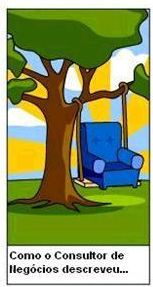 Como o Consultor de
Negócios descreveu...